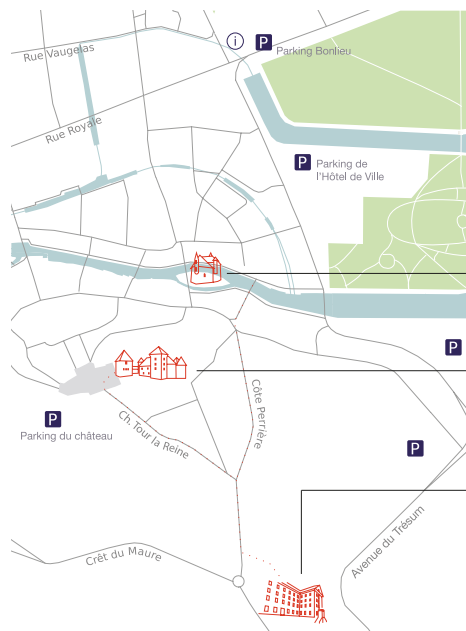 Rue Vaugelas
i
P
Parking Bonlieu
Rue Royale
P
Parking de
l'Hôtel de Ville
P
P
Parking du château
Ch. Tour la Reine
Côte Perrière
P
Avenue du Trésum
Crêt du Maure